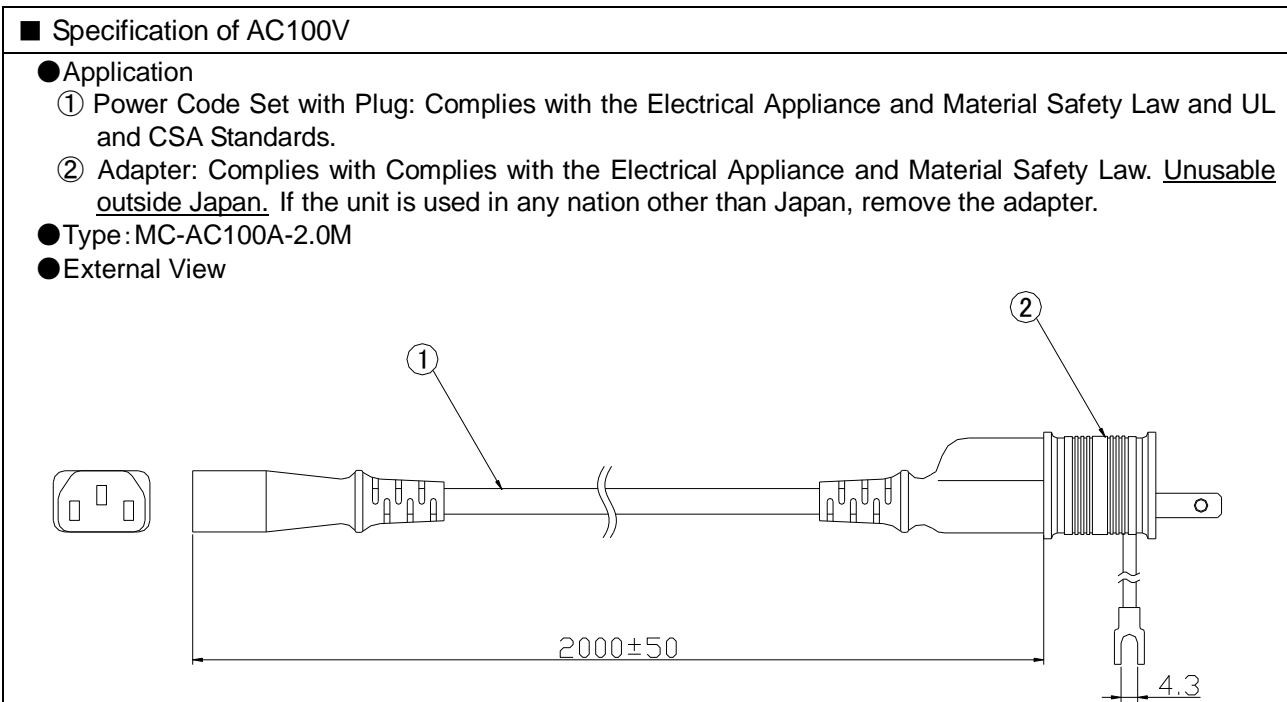 ■ Specification of AC100V
●Application
① Power Code Set with Plug: Complies with the Electrical Appliance and Material Safety Law and UL
and CSA Standards.
② Adapter: Complies with Complies with the Electrical Appliance and Material Safety Law. Unusable
outside Japan. If the unit is used in any nation other than Japan, remove the adapter.
●Type：MC-AC100A-2.0M
●External View
②
①
2000±50
4.3